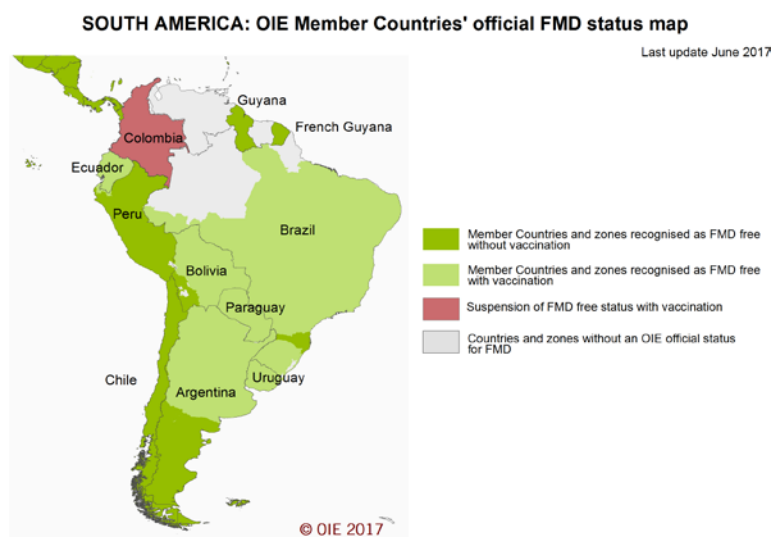 SOUTH AMERICA: OIE Member Countries' official FMD status map
Last update June 2017
Guyana
French Guyana
Colombia
Ecuador
Peru
Brazil
Bolivia
Paraguay
Chile
Argentina
Uruguay
Member Countries and zones recognised as FMD free
without vaccination
Member Countries and zones recognised as FMD free
with vaccination
Suspension of FMD free status with vaccination
Countries and zones without an OIE official status
for FMD
© OIE 2017